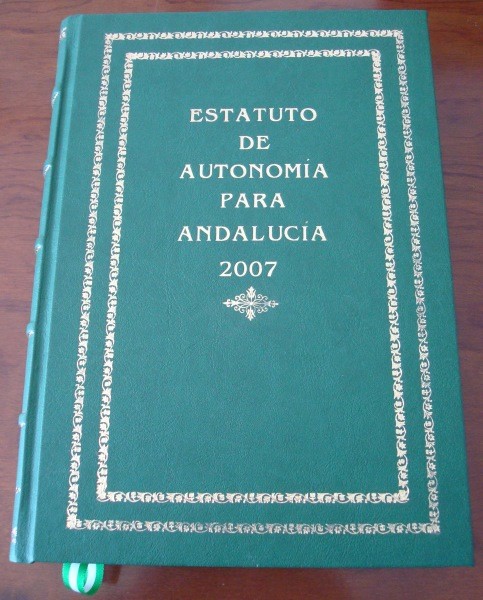 ESTATUTO
DE
AUTONOMÍA
PARA
ANDALUCÍA
2007